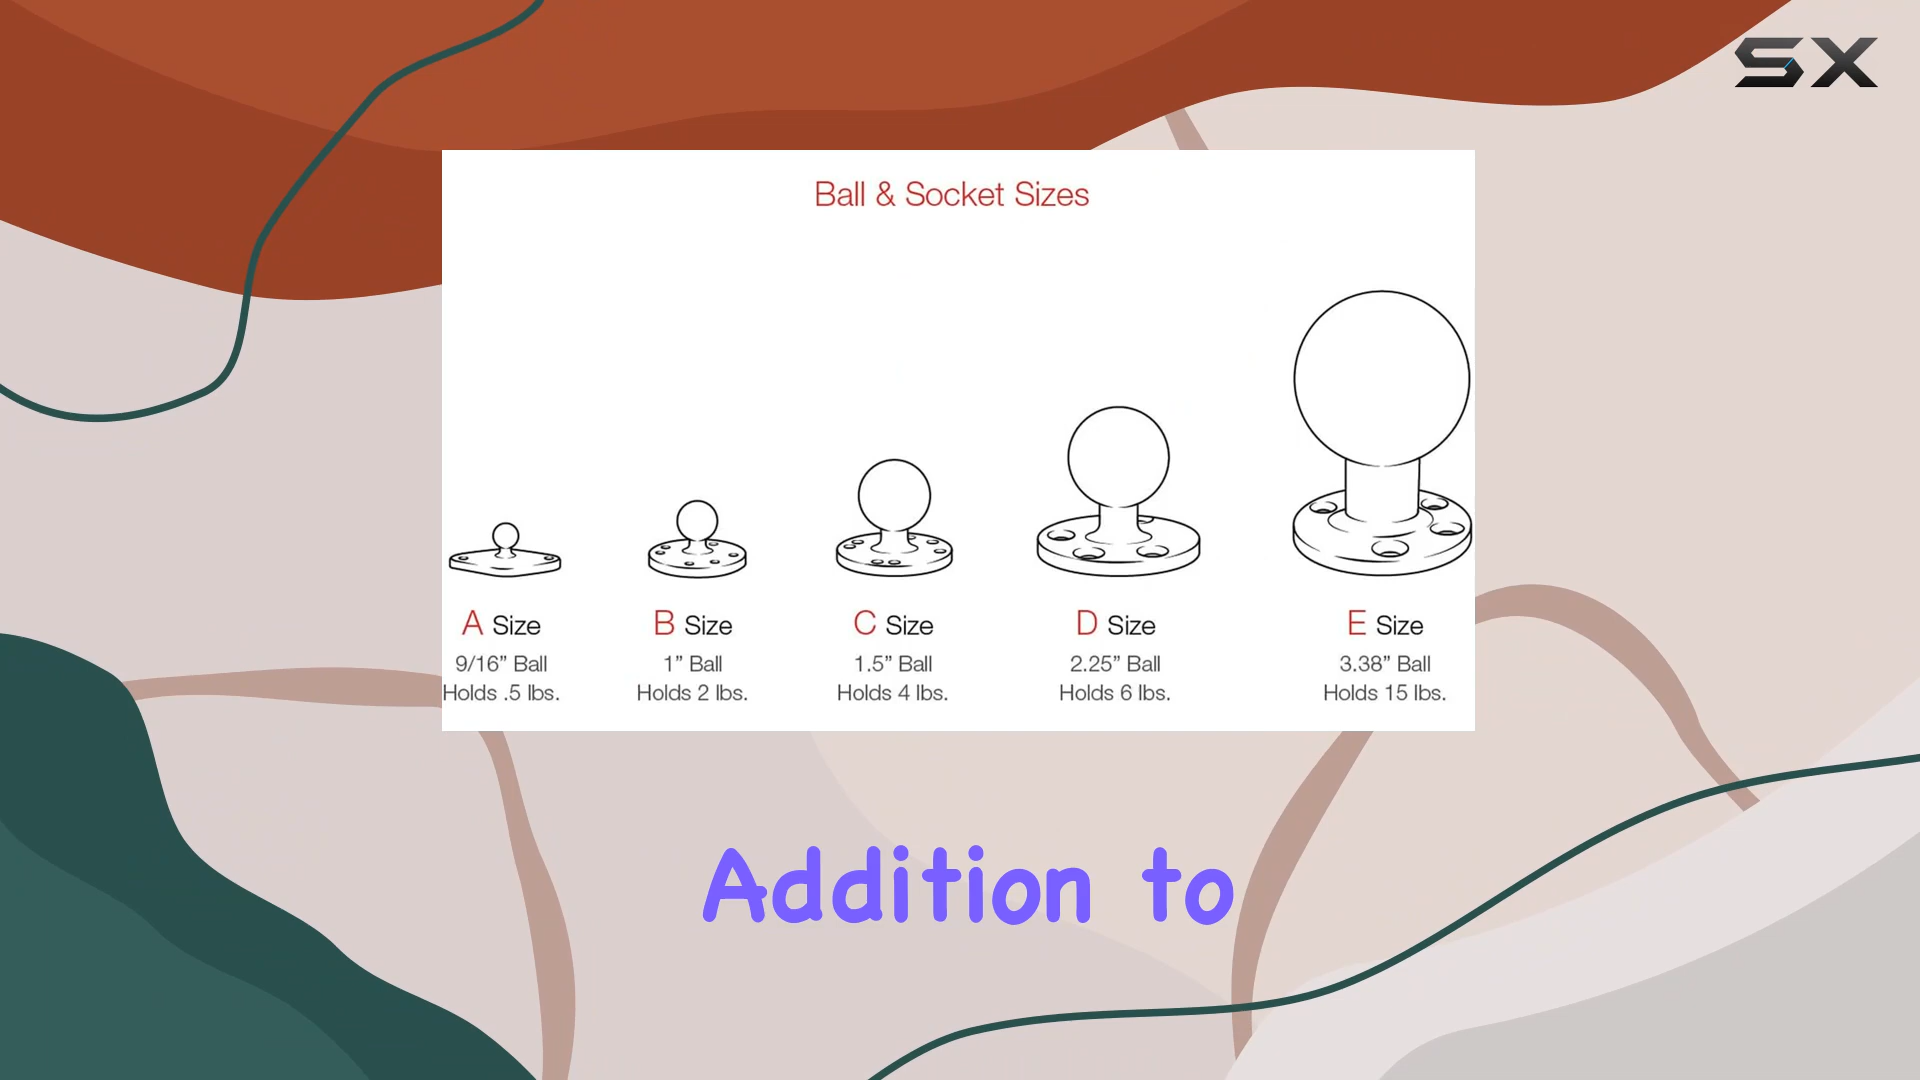 SX
Ball & Socket Sizes
A Size
9/16” Ball
Holds .5 lbs.
B Size
1” Ball
Holds 2 lbs.
C Size
1.5” Ball
Holds 4 lbs.
D Size
2.25” Ball
Holds 6 lbs.
E Size
3.38” Ball
Holds 15 lbs.
Addition to